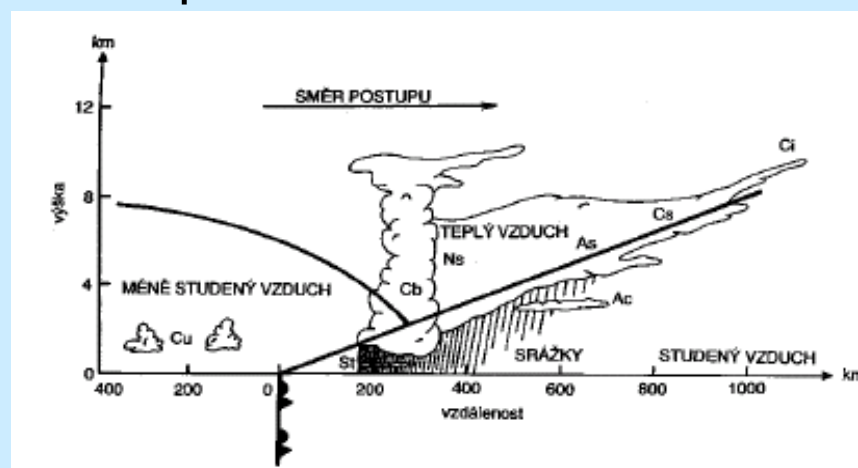 km
SMĚR POSTUPU
12
Ci
8
výška
Cs
TEPLÝ VZDUCH
As
Ns
4
MÉNĚ STUDENÝ VZDUCH
Cb
Ac
Cu
St
SRÁŽKY
STUDENÝ VZDUCH
0
400
200
0
200
400
600
800
1000
km
vzdálenost